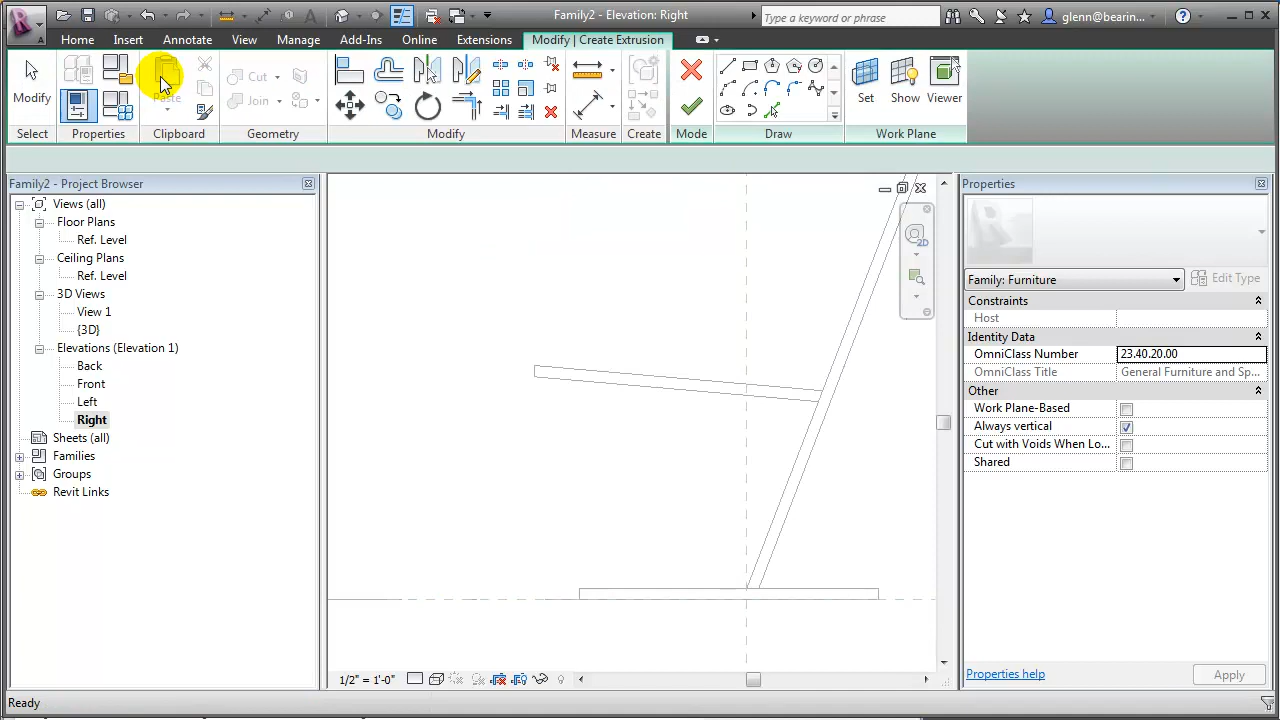 Family2 - Elevation: Right
Type a keyword or phrase
glenn@bearin...
Home
Insert
Annotate
View
Manage
Add-Ins
Online
Extensions
Modify | Create Extrusion
Modify
Paste
Cut
Join
Set
Show
Viewer
Select
Properties
Clipboard
Geometry
Modify
Measure
Create
Mode
Draw
Work Plane
Family2 - Project Browser
Views (all)
Floor Plans
Ref. Level
Ceiling Plans
Ref. Level
3D Views
View 1
{3D}
Elevations (Elevation 1)
Back
Front
Left
Right
Sheets (all)
Families
Groups
Revit Links
2D
1/2" = 1'-0"
Properties
Family: Furniture
Edit Type
Constraints
Host
Identity Data
OmniClass Number 23.40.20.00
OmniClass Title General Furniture and Sp...
Other
Work Plane-Based
Always vertical
Cut with Voids When Lo...
Shared
Properties help
Apply
Ready